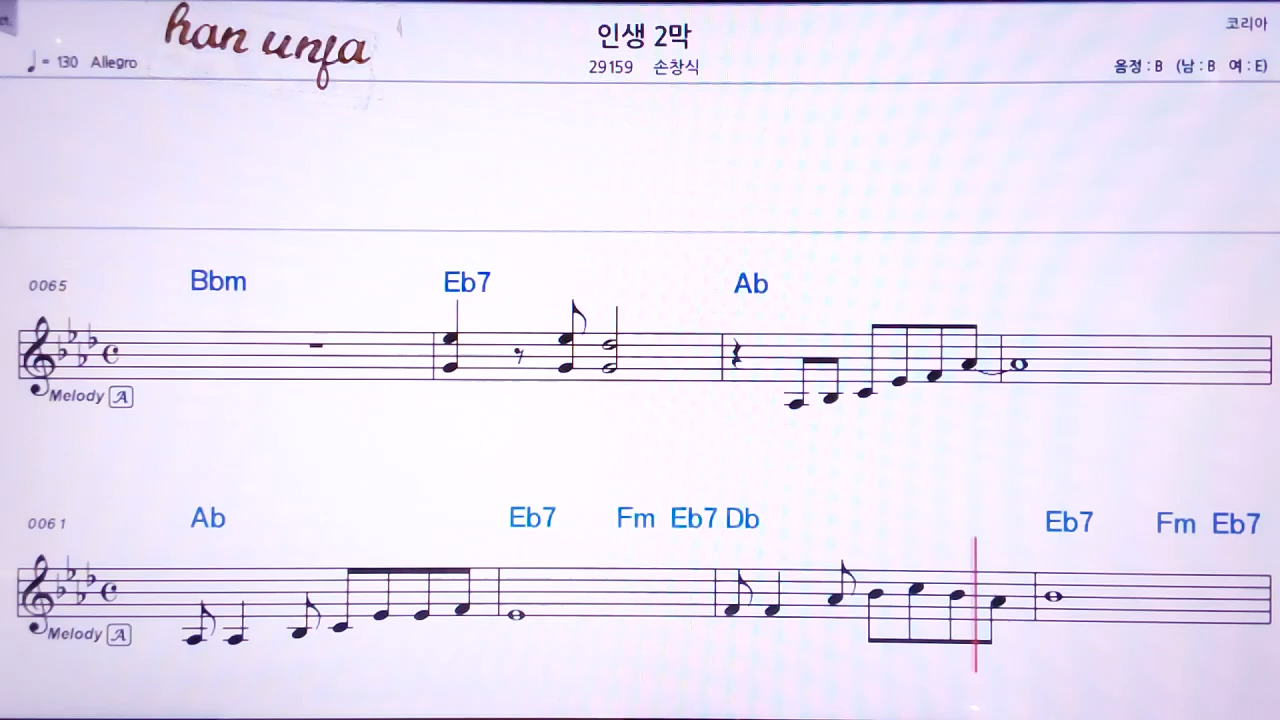 han unja
인생 2막
코리아
♩= 130 Allegro
29159 손창식
음정 : B (남 : B 여 : E)
0065
Bbm Eb7 Ab
Melody A
0061
Ab Eb7 Fm Eb7 Db Eb7 Fm Eb7
Melody A